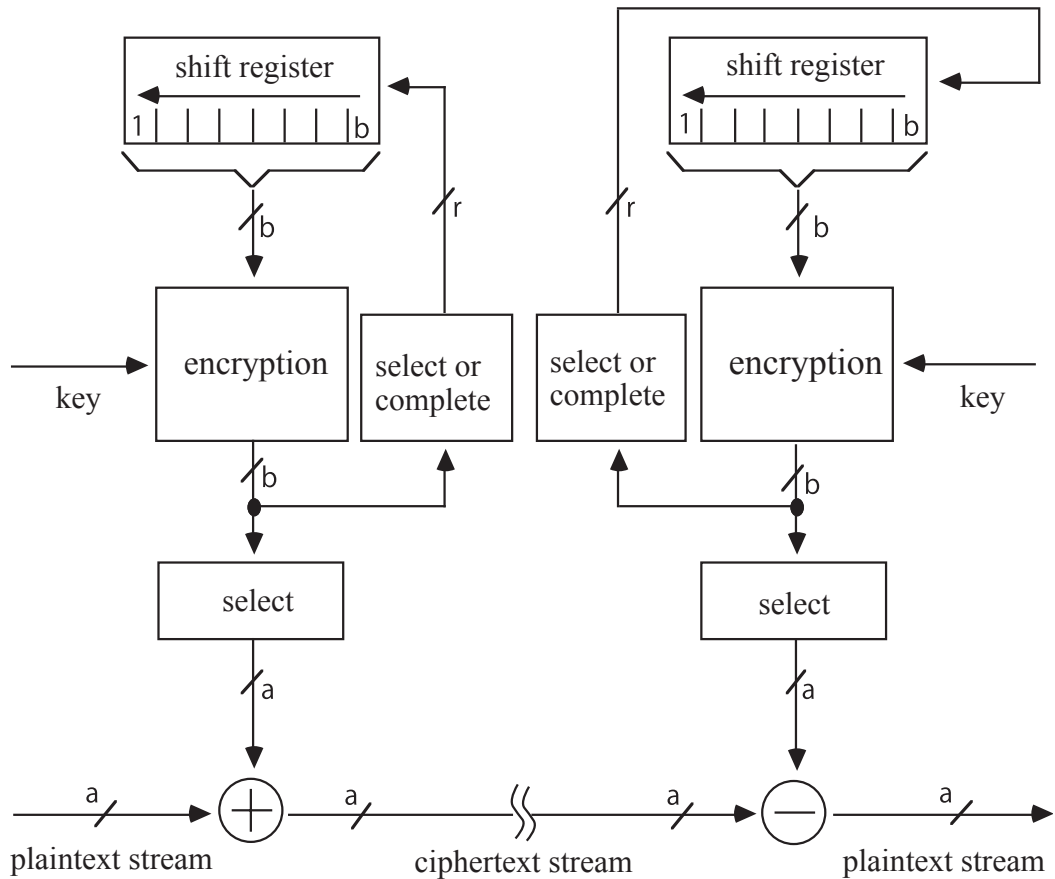 shift register
1
b
b
r
encryption
key
select or
complete
b
select
a
shift register
1
b
b
r
encryption
key
select or
complete
b
select
a
a
a
a
a
plaintext stream
ciphertext stream
plaintext stream